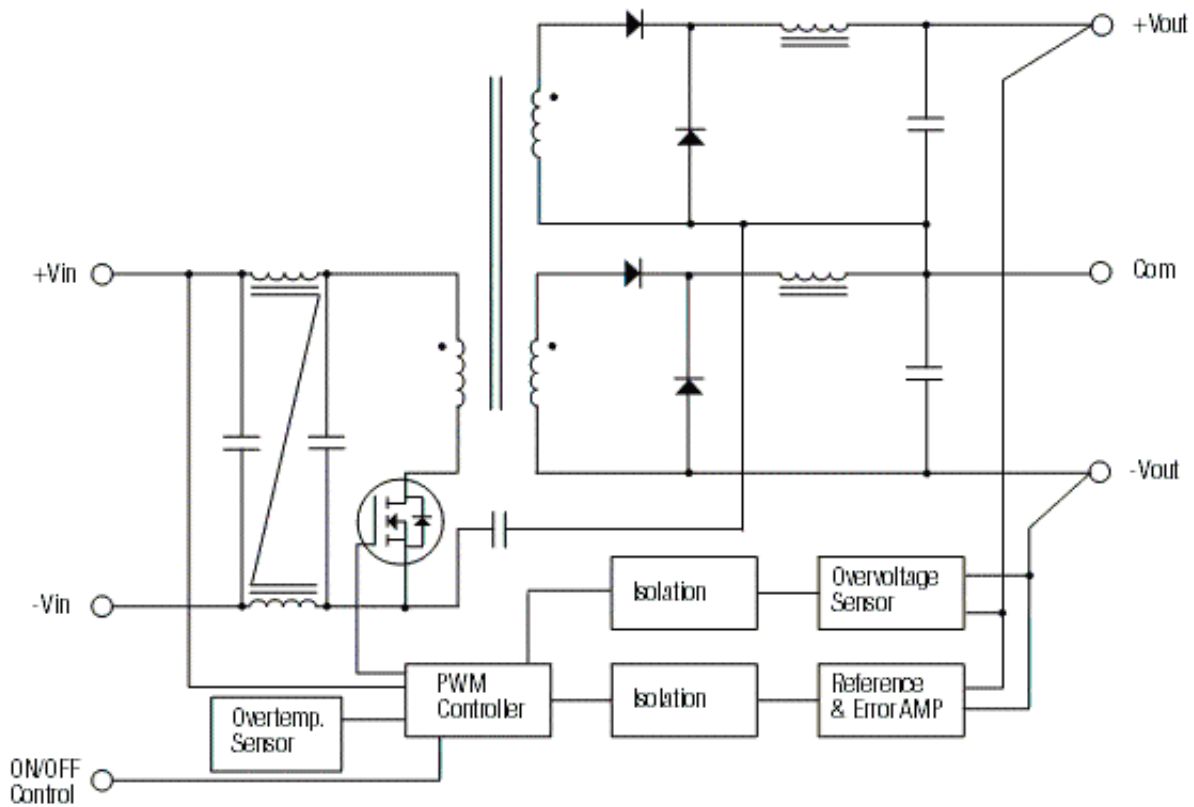 +Vout
+Vin
Com
-Vout
-Vin
Isolation
Overvoltage
Sensor
PWM
Controller
Isolation
Reference
& Error AMP
Overtemp.
Sensor
ON/OFF
Control